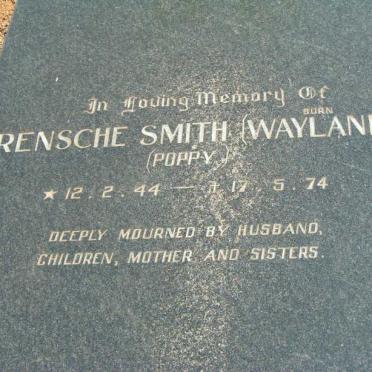 In Loving Memory Of
RENSCHE SMITH (BORN WAYLAND
(POPPY)
★ 12.2.44 — † 17.5.74
DEEPLY MOURNED BY HUSBAND,
CHILDREN, MOTHER AND SISTERS.